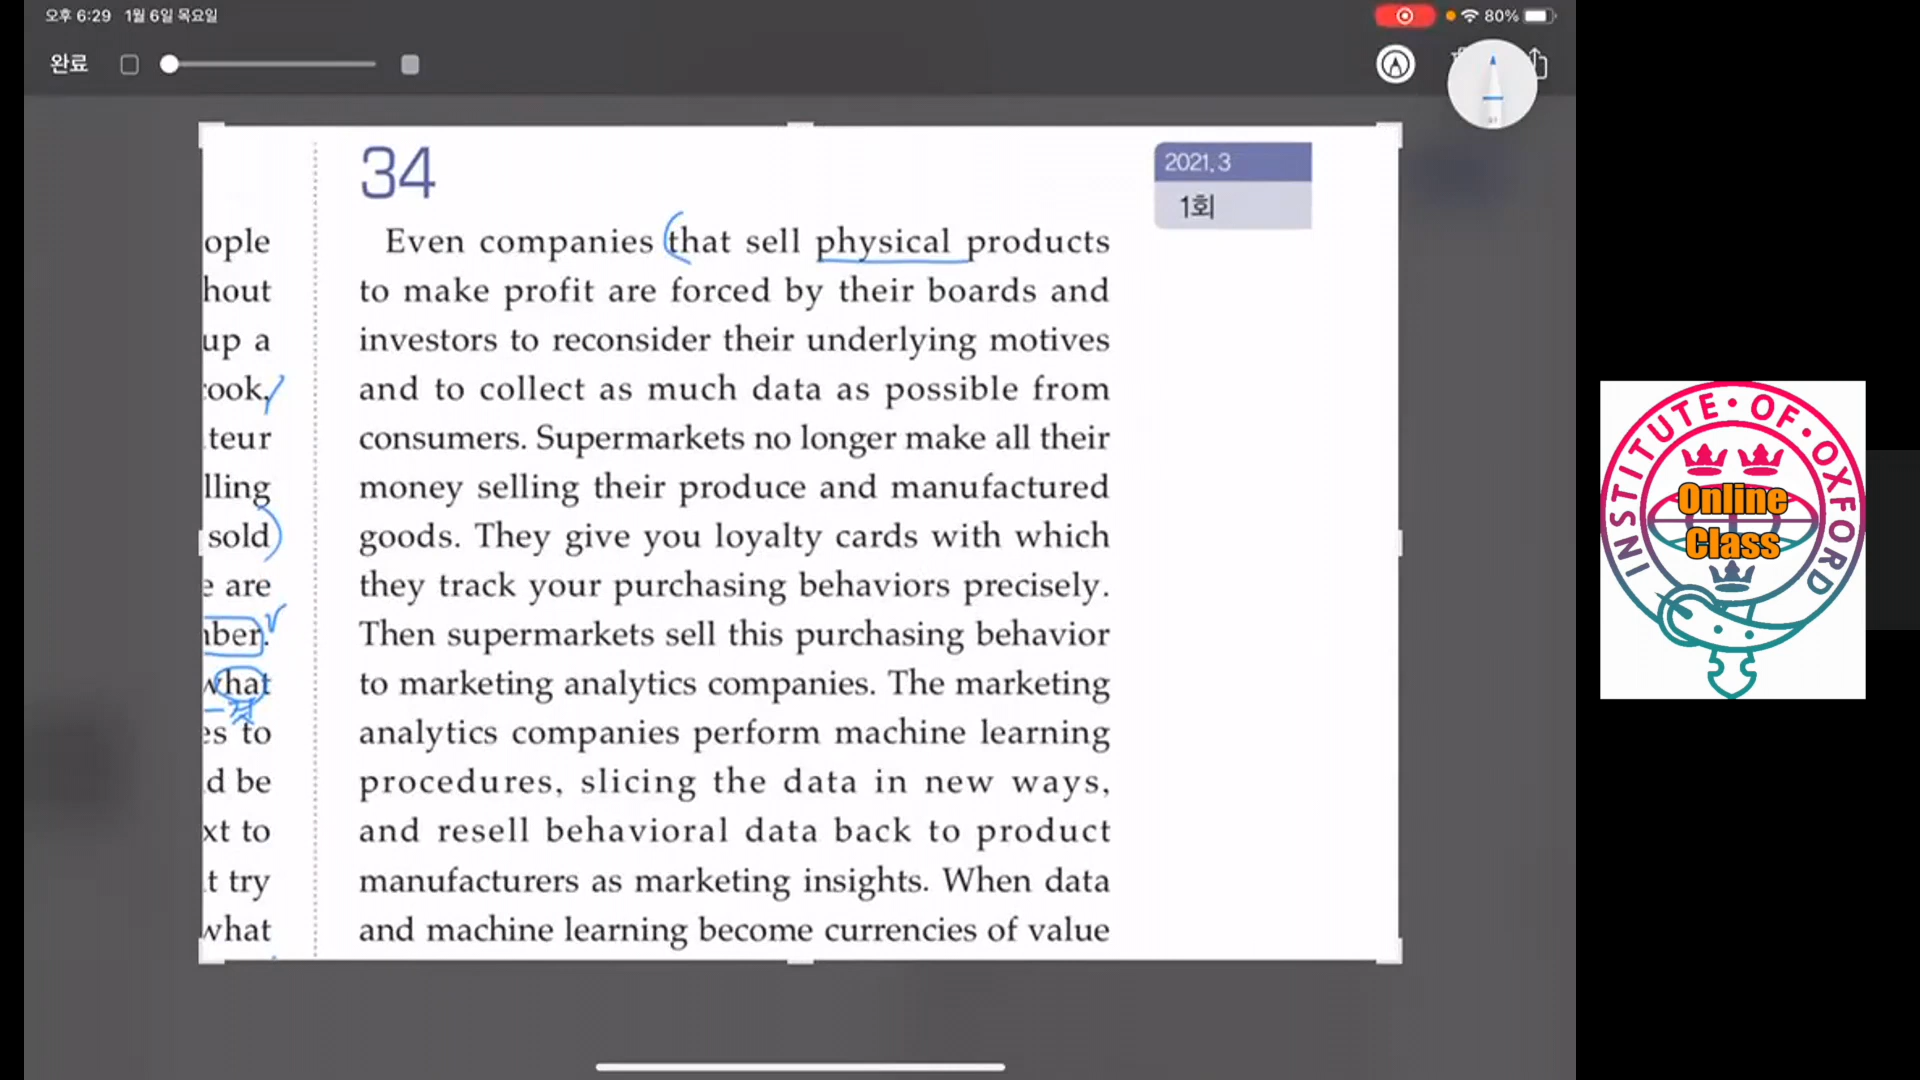 오후 6:29 1월 6일 목요일
80%
완료
34
2021.3
1회
Even companies that sell physical products
to make profit are forced by their boards and
investors to reconsider their underlying motives
and to collect as much data as possible from
consumers. Supermarkets no longer make all their
money selling their produce and manufactured
goods. They give you loyalty cards with which
they track your purchasing behaviors precisely.
Then supermarkets sell this purchasing behavior
to marketing analytics companies. The marketing
analytics companies perform machine learning
procedures, slicing the data in new ways,
and resell behavioral data back to product
manufacturers as marketing insights. When data
and machine learning become currencies of value
ople
hout
up a
ook,
teur
lling
sold
e are
ber.
what
es to
d be
xt to
t try
what
INSTITUTE · OF · OXFORD
Online
Class